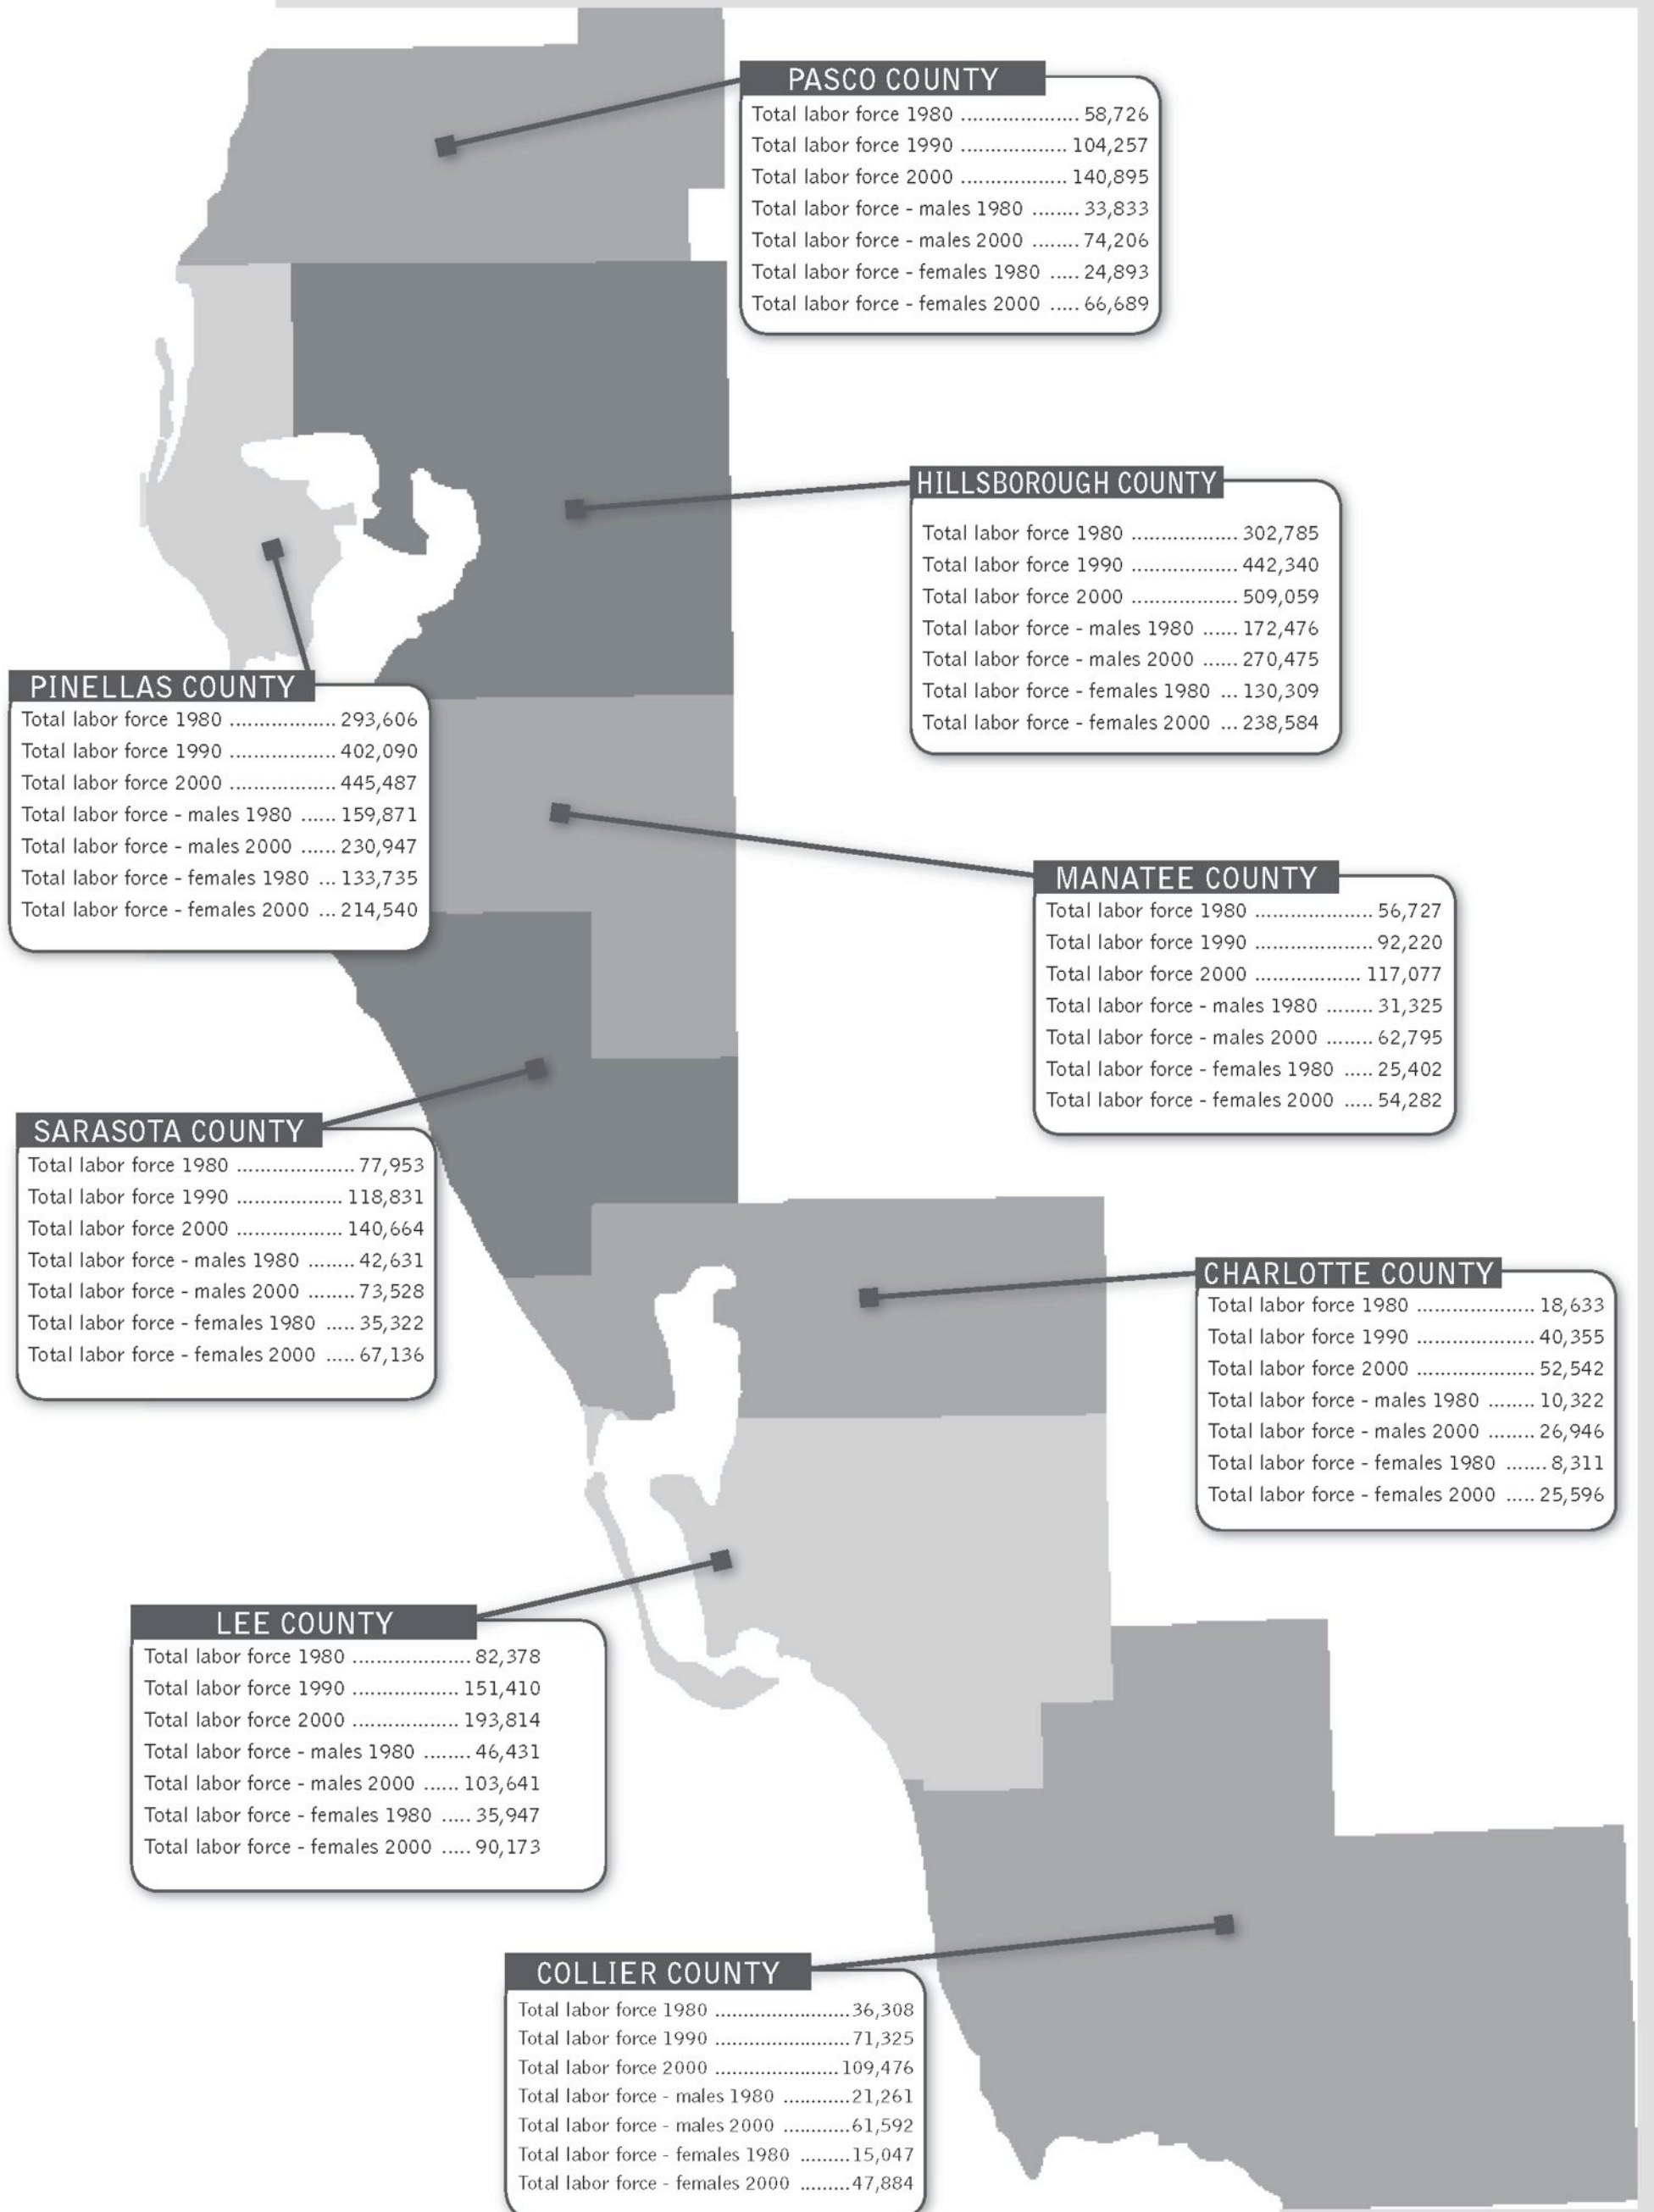 PASCO COUNTY
Total labor force 1980 .................... 58,726
Total labor force 1990 .................. 104,257
Total labor force 2000 .................. 140,895
Total labor force - males 1980 ........ 33,833
Total labor force - males 2000 ........ 74,206
Total labor force - females 1980 ..... 24,893
Total labor force - females 2000 ..... 66,689
HILLSBOROUGH COUNTY
Total labor force 1980 .................. 302,785
Total labor force 1990 .................. 442,340
Total labor force 2000 .................. 509,059
Total labor force - males 1980 ...... 172,476
Total labor force - males 2000 ...... 270,475
Total labor force - females 1980 ... 130,309
Total labor force - females 2000 ... 238,584
PINELLAS COUNTY
Total labor force 1980 .................. 293,606
Total labor force 1990 .................. 402,090
Total labor force 2000 .................. 445,487
Total labor force - males 1980 ...... 159,871
Total labor force - males 2000 ...... 230,947
Total labor force - females 1980 ... 133,735
Total labor force - females 2000 ... 214,540
MANATEE COUNTY
Total labor force 1980 .................... 56,727
Total labor force 1990 .................... 92,220
Total labor force 2000 .................. 117,077
Total labor force - males 1980 ........ 31,325
Total labor force - males 2000 ........ 62,795
Total labor force - females 1980 ..... 25,402
Total labor force - females 2000 ..... 54,282
SARASOTA COUNTY
Total labor force 1980 .................... 77,953
Total labor force 1990 .................. 118,831
Total labor force 2000 .................. 140,664
Total labor force - males 1980 ........ 42,631
Total labor force - males 2000 ........ 73,528
Total labor force - females 1980 ..... 35,322
Total labor force - females 2000 ..... 67,136
CHARLOTTE COUNTY
Total labor force 1980 .................... 18,633
Total labor force 1990 .................... 40,355
Total labor force 2000 .................... 52,542
Total labor force - males 1980 ........ 10,322
Total labor force - males 2000 ........ 26,946
Total labor force - females 1980 ....... 8,311
Total labor force - females 2000 ..... 25,596
LEE COUNTY
Total labor force 1980 .................... 82,378
Total labor force 1990 .................. 151,410
Total labor force 2000 .................. 193,814
Total labor force - males 1980 ........ 46,431
Total labor force - males 2000 ...... 103,641
Total labor force - females 1980 ..... 35,947
Total labor force - females 2000 ..... 90,173
COLLIER COUNTY
Total labor force 1980 .......................36,308
Total labor force 1990 .......................71,325
Total labor force 2000 .....................109,476
Total labor force - males 1980 ............21,261
Total labor force - males 2000 ............61,592
Total labor force - females 1980 .........15,047
Total labor force - females 2000 .........47,884